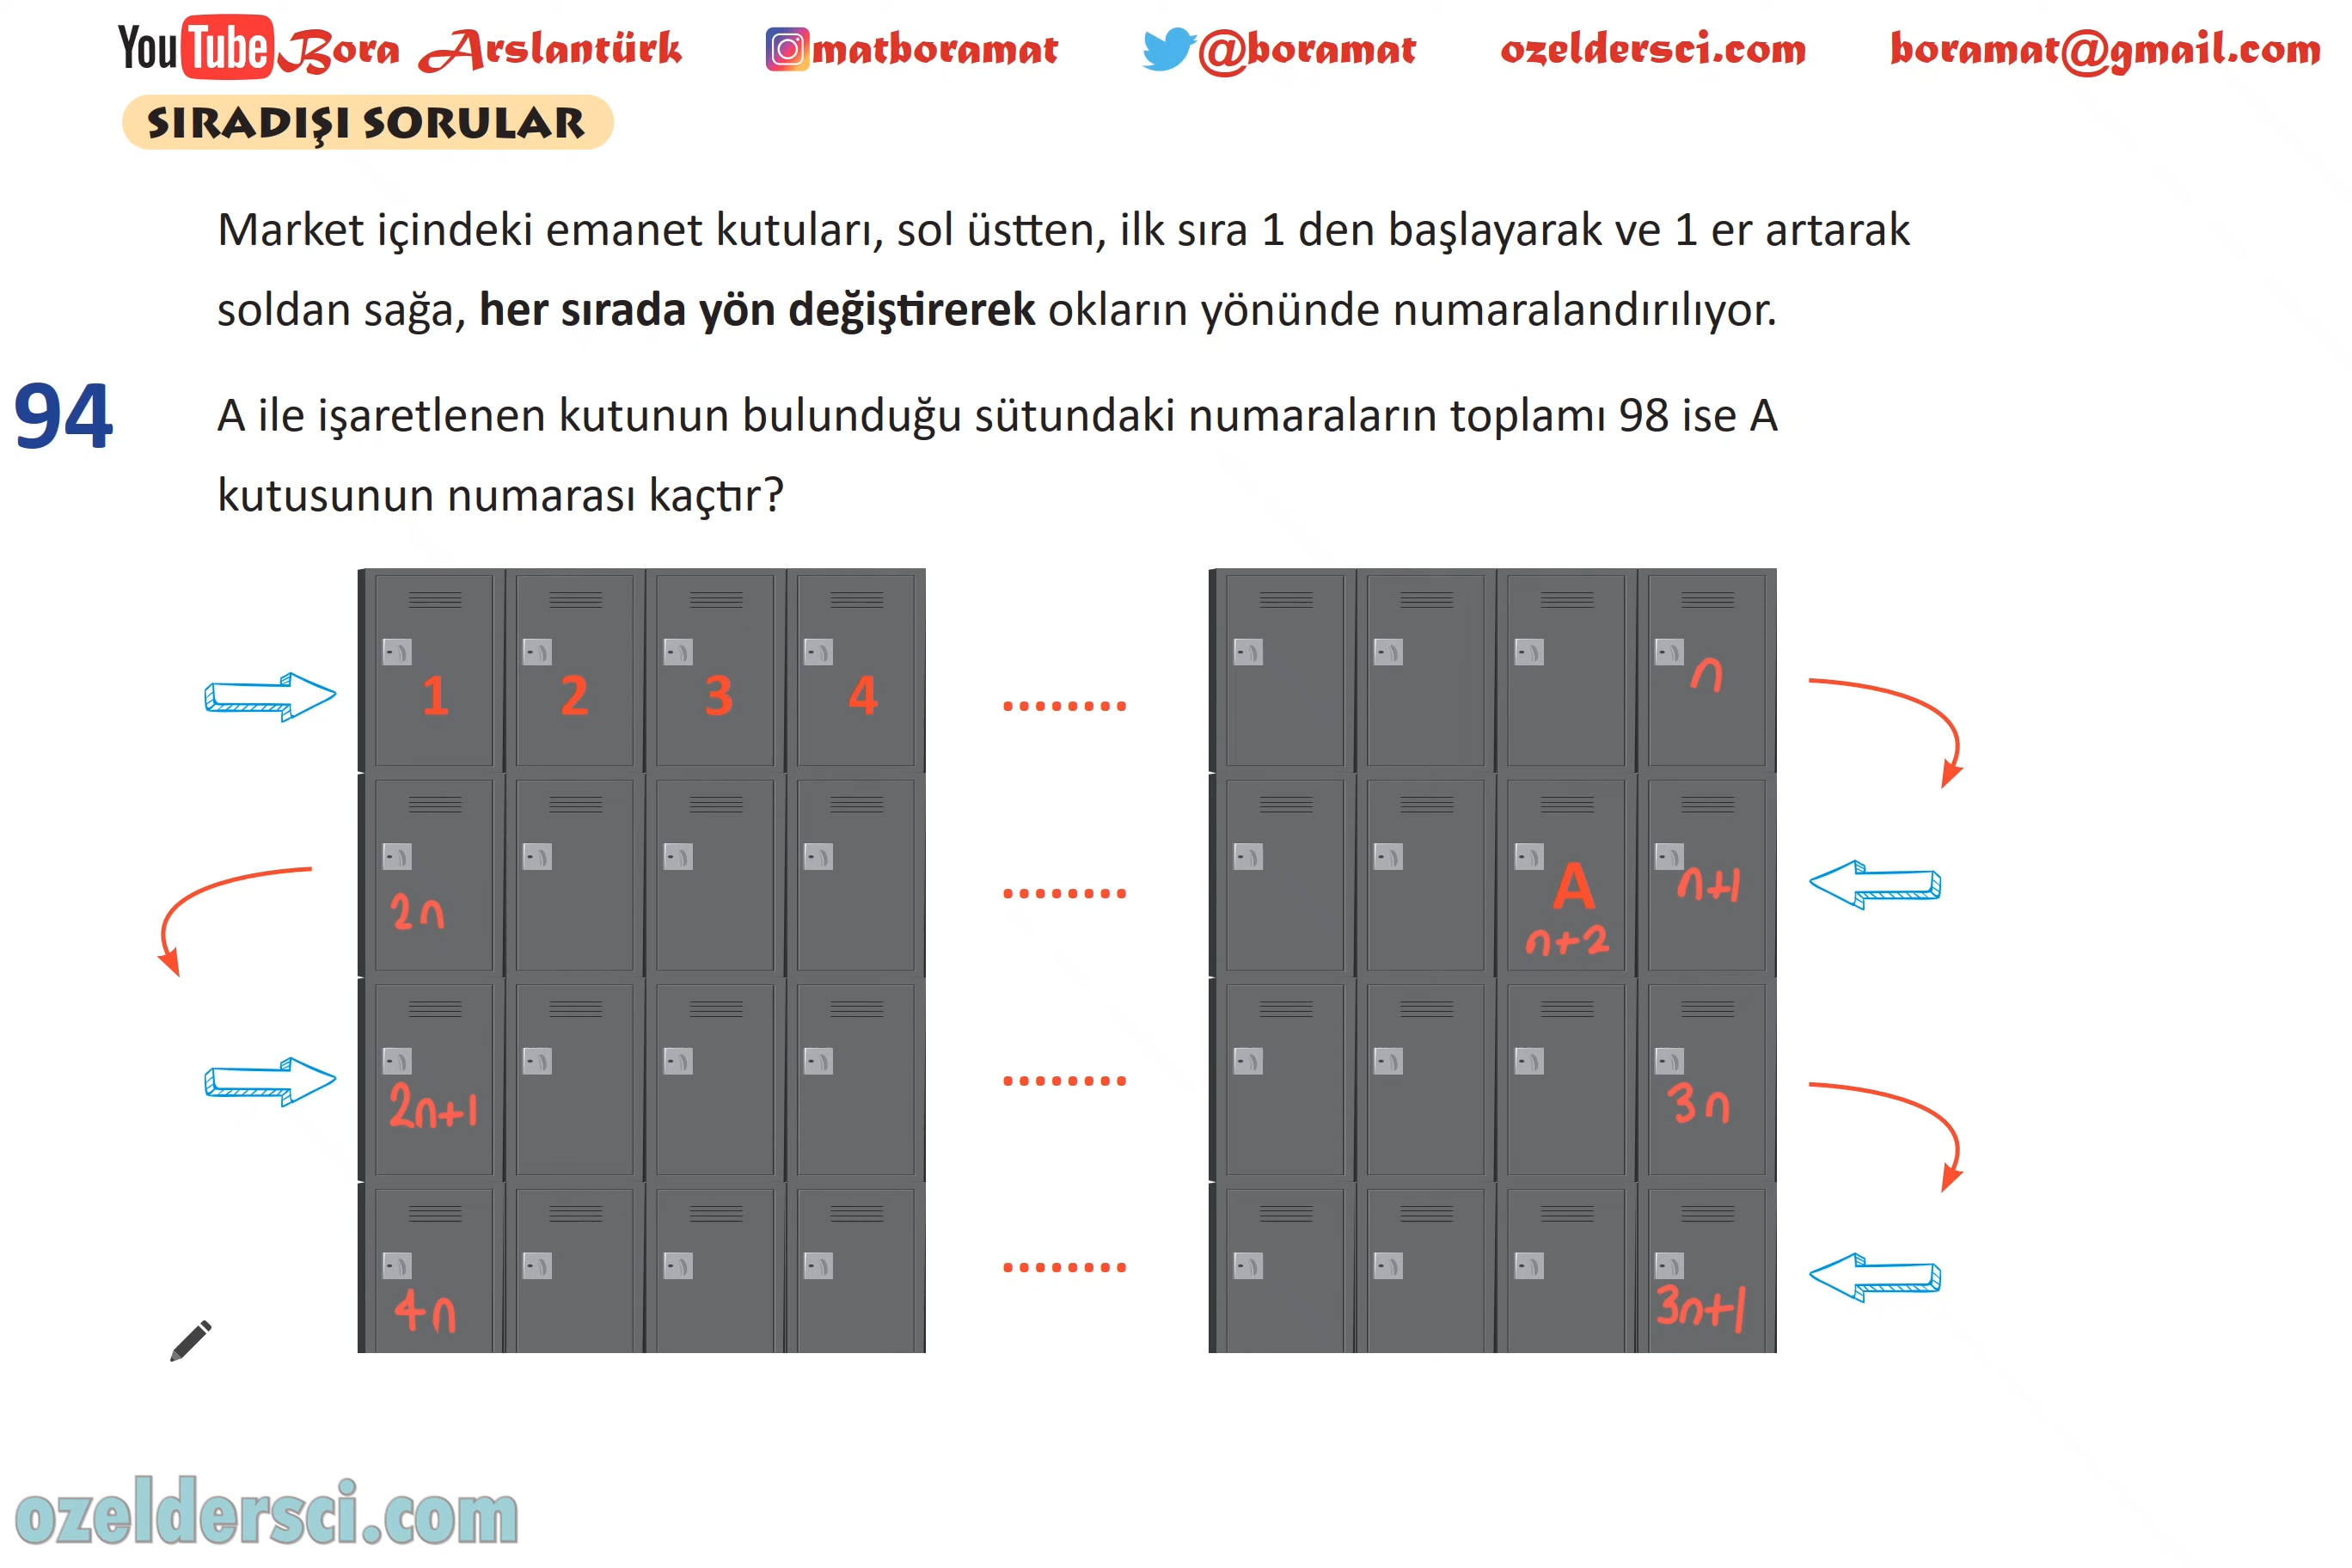 YouTube Bora Arslantürk matboramat @boramat ozeldersci.com boramat@gmail.com
SIRADIŞI SORULAR
Market içindeki emanet kutuları, sol üstten, ilk sıra 1 den başlayarak ve 1 er artarak
soldan sağa, her sırada yön değiştirerek okların yönünde numaralandırılıyor.
94
A ile işaretlenen kutunun bulunduğu sütundaki numaraların toplamı 98 ise A
kutusunun numarası kaçtır?
1 2 3 4 ........ n
2n ........ A n+1
n+2
2n+1 ........ 3n
4n ........ 3n+1
ozeldersci.com